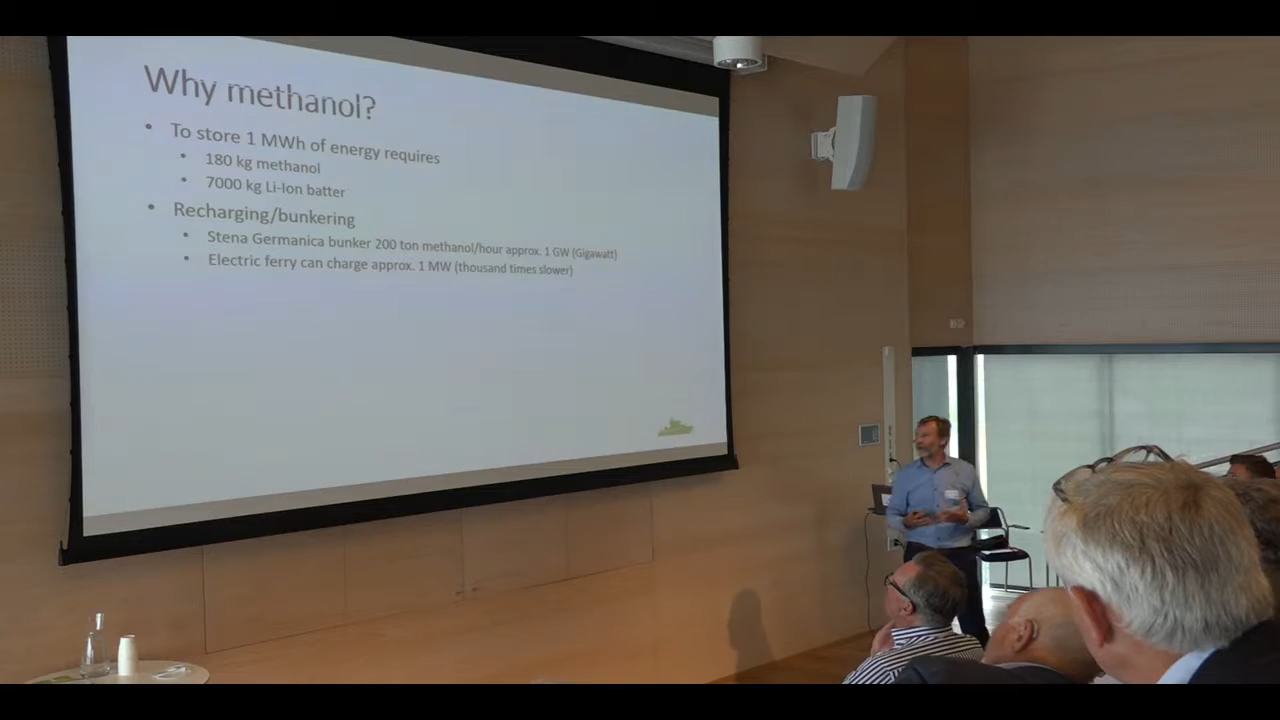 Why methanol?
• To store 1 MWh of energy requires
• 180 kg methanol
• 7000 kg Li-Ion batter
• Recharging/bunkering
• Stena Germanica bunker 200 ton methanol/hour approx. 1 GW (Gigawatt)
• Electric ferry can charge approx. 1 MW (thousand times slower)